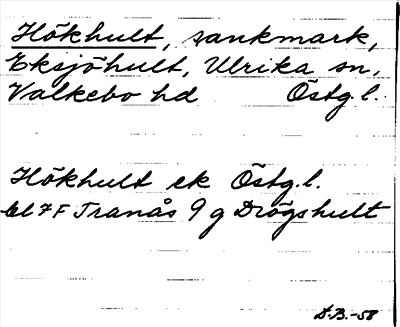 Hökhult, sankmark,
Eksjöhult, Ulrika sn,
Valkebo hd Östg.l.
Hökhult ek Östg.l.
bl 7 F Tranås 9 g Drögshult
D.B.-58